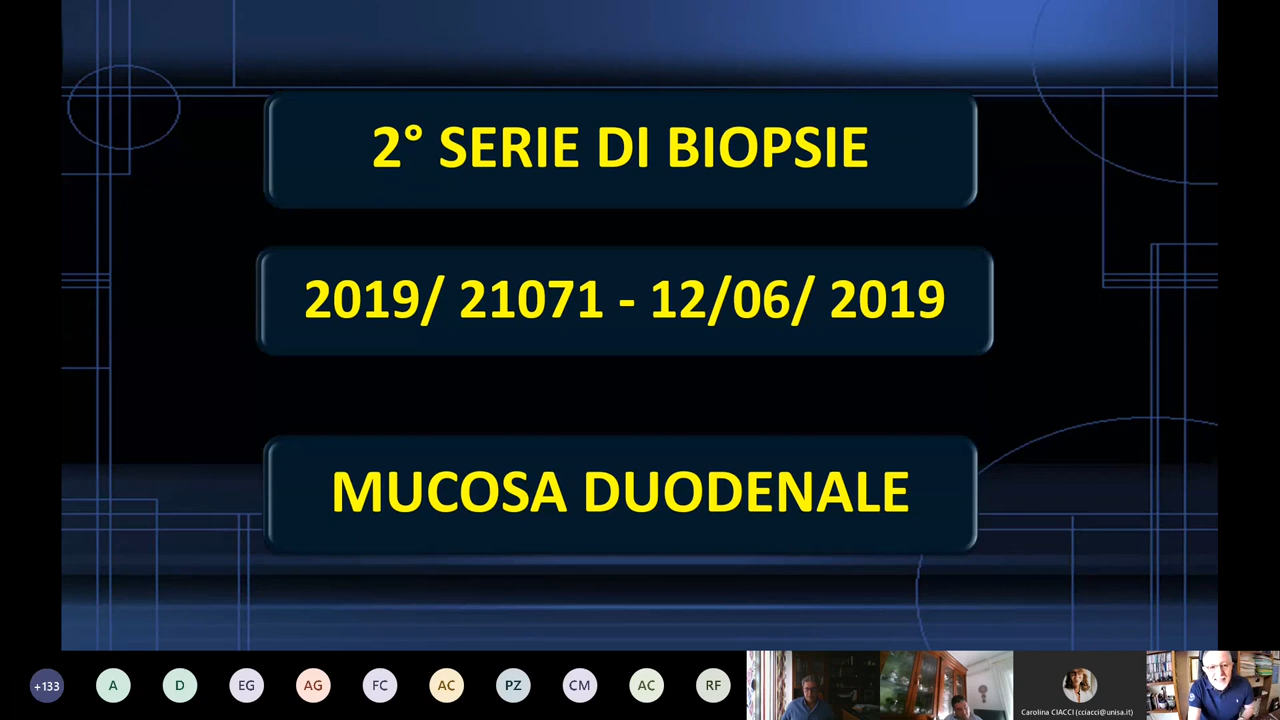 2° SERIE DI BIOPSIE
2019/ 21071 - 12/06/ 2019
MUCOSA DUODENALE
+133
A
D
EG
AG
FC
AC
PZ
CM
AC
RF
Carolina CIACCI (cciacci@unisa.it)